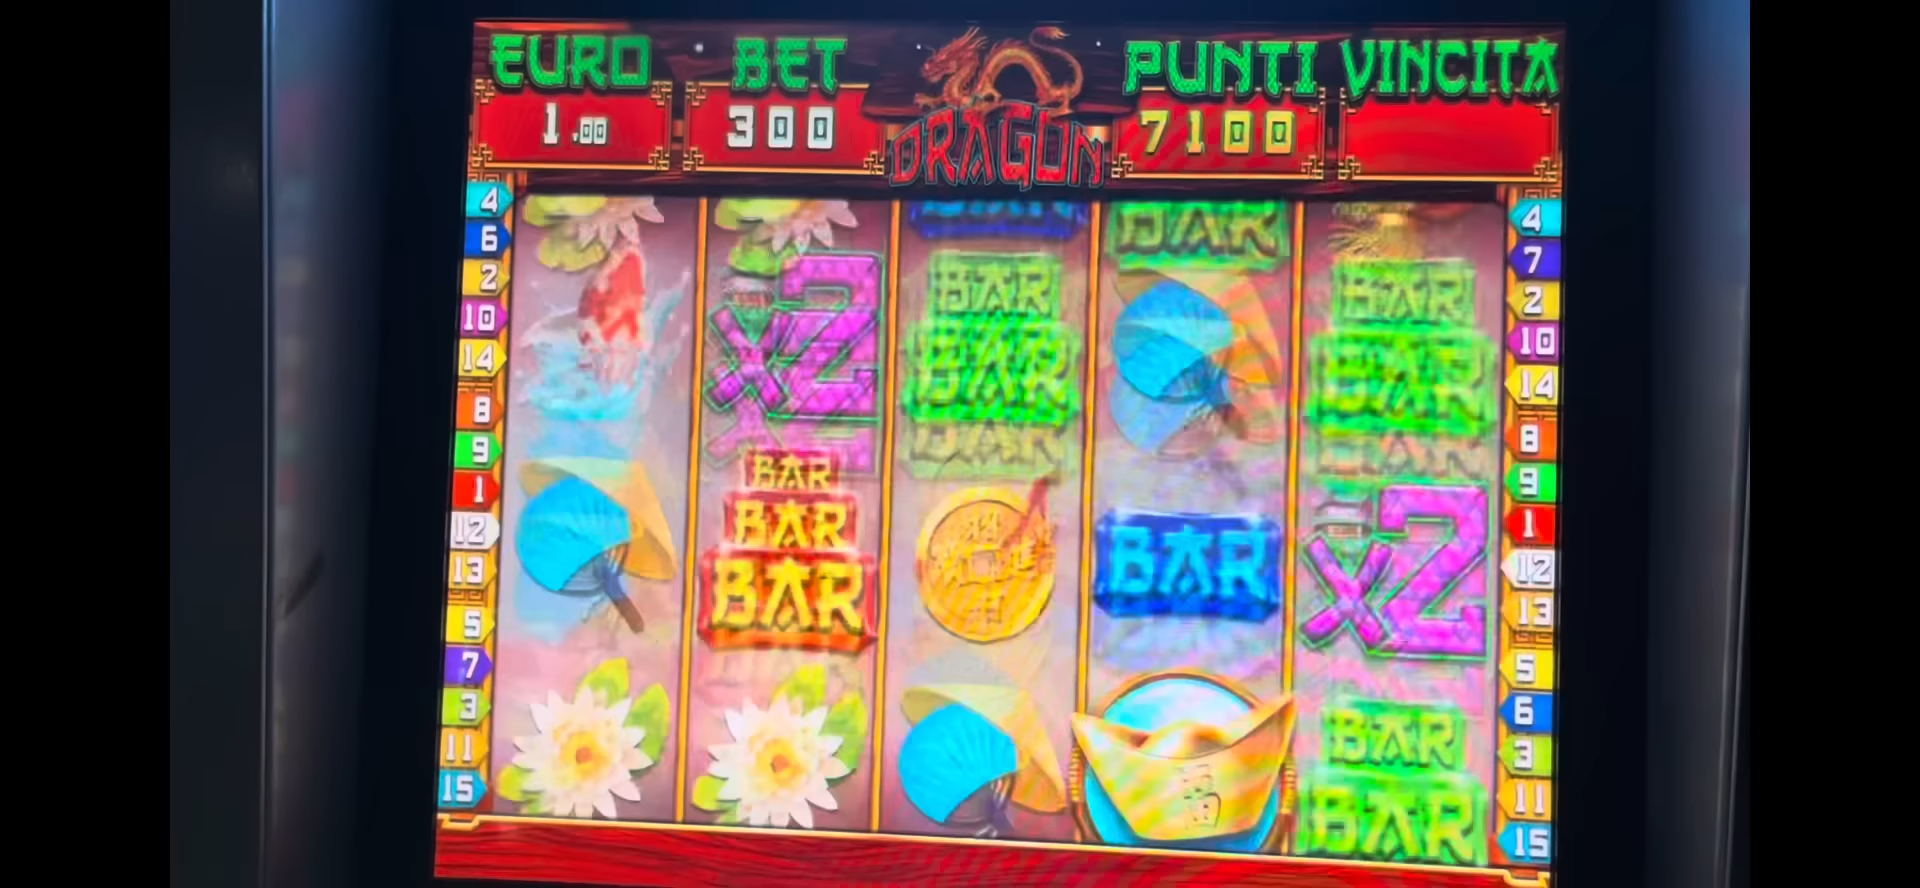 EURO BET PUNTI VINCITA
1.00 300 DRAGON 7100
4 4
6 7
2 2
10 10
14 14
8 8
9 9
1 1
12 12
13 13
5 5
7 6
3 3
11 11
15 15
BAR
BAR BAR
x2 BAR BAR
BAR
BAR
BAR BAR x2
BAR
BAR
BAR